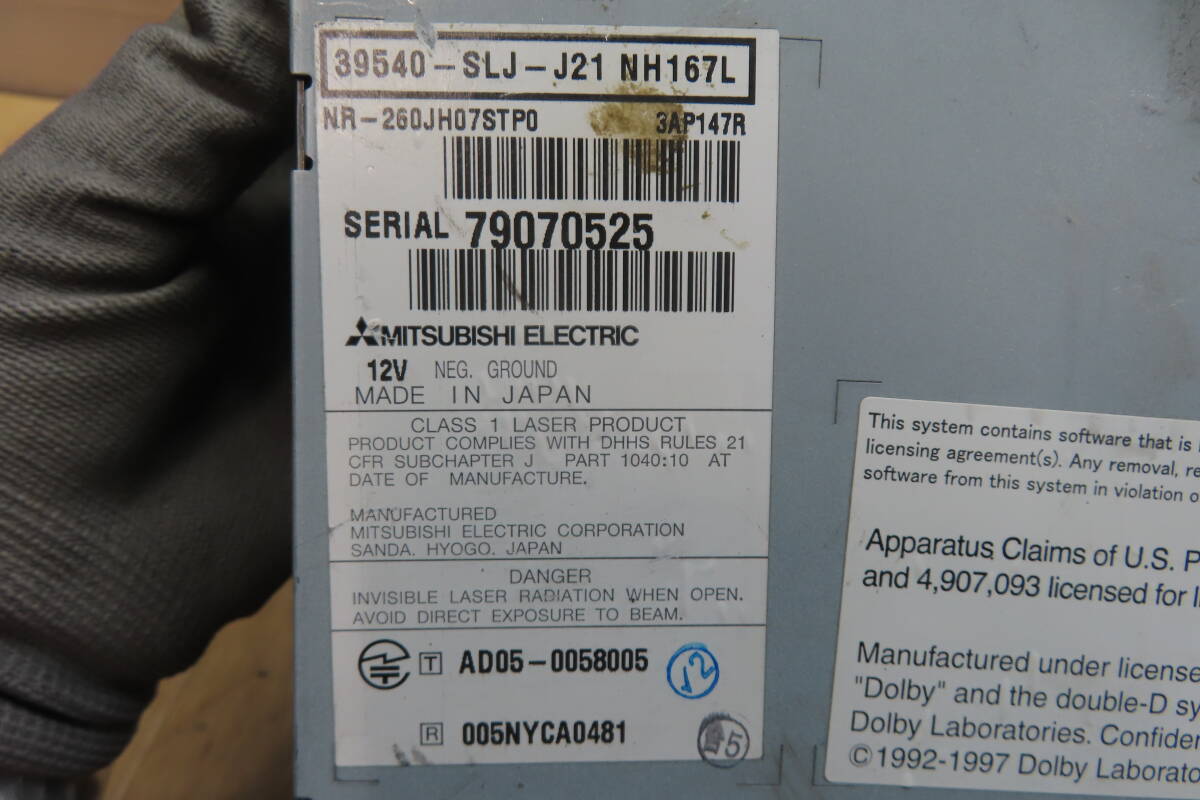 39540-SLJ-J21 NH167L
NR-260JH07STP0 3AP147R
SERIAL 79070525
MITSUBISHI ELECTRIC
12V NEG. GROUND
MADE IN JAPAN
CLASS 1 LASER PRODUCT
PRODUCT COMPLIES WITH DHHS RULES 21
CFR SUBCHAPTER J PART 1040:10 AT
DATE OF MANUFACTURE.
MANUFACTURED
MITSUBISHI ELECTRIC CORPORATION
SANDA. HYOGO. JAPAN
DANGER
INVISIBLE LASER RADIATION WHEN OPEN.
AVOID DIRECT EXPOSURE TO BEAM.
T AD05-0058005
R 005NYCA0481
This system contains software that is
licensing agreement(s). Any removal, re
software from this system in violation o
Apparatus Claims of U.S. P
and 4,907,093 licensed for
Manufactured under license
"Dolby" and the double-D sy
Dolby Laboratories. Confiden
©1992-1997 Dolby Laborato